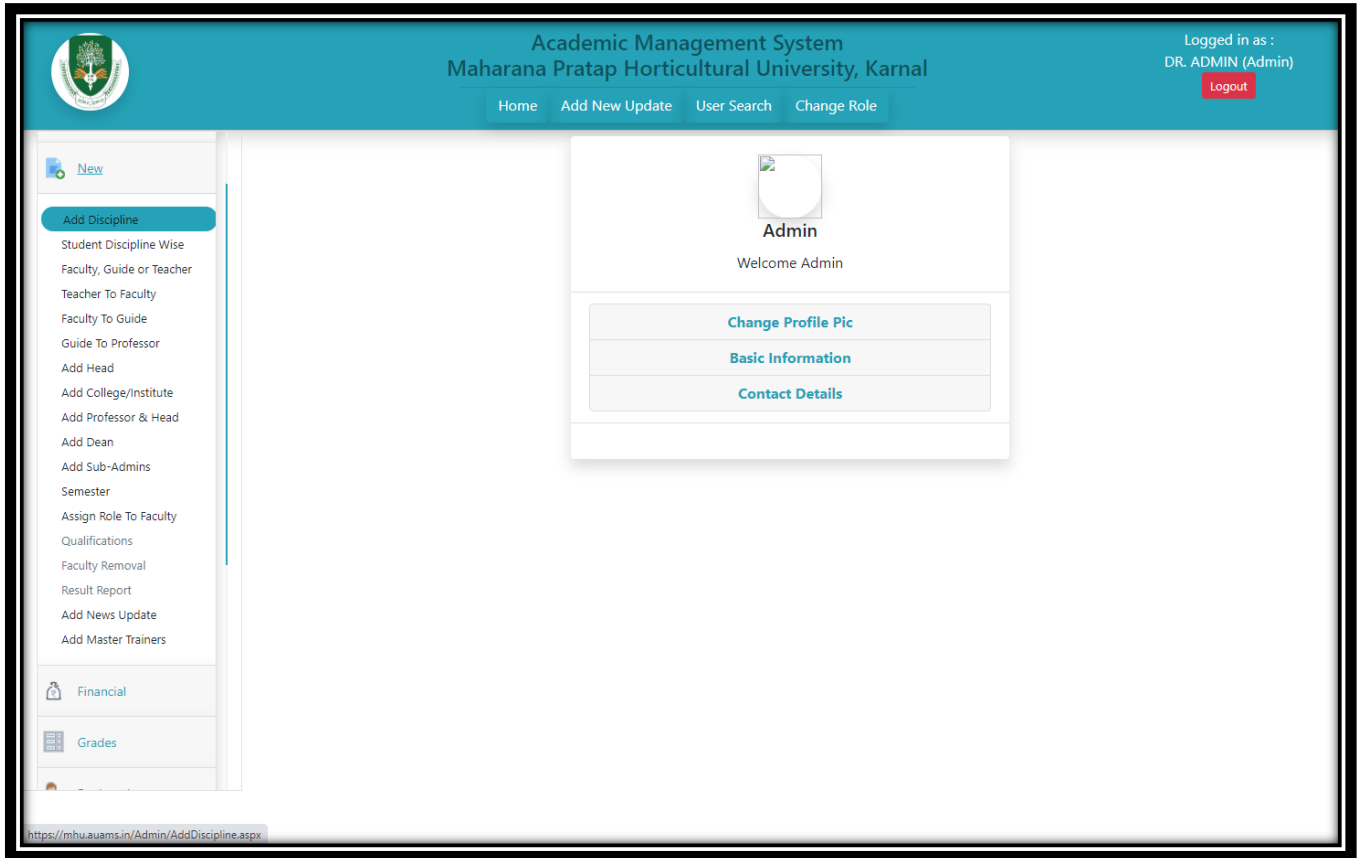 Academic Management System
Maharana Pratap Horticultural University, Karnal
Home Add New Update User Search Change Role
Logged in as :
DR. ADMIN (Admin)
Logout
New
Add Discipline
Student Discipline Wise
Faculty, Guide or Teacher
Teacher To Faculty
Faculty To Guide
Guide To Professor
Add Head
Add College/Institute
Add Professor & Head
Add Dean
Add Sub-Admins
Semester
Assign Role To Faculty
Qualifications
Faculty Removal
Result Report
Add News Update
Add Master Trainers
Financial
Grades
Admin
Welcome Admin
Change Profile Pic
Basic Information
Contact Details
https://mhu.auams.in/Admin/AddDiscipline.aspx